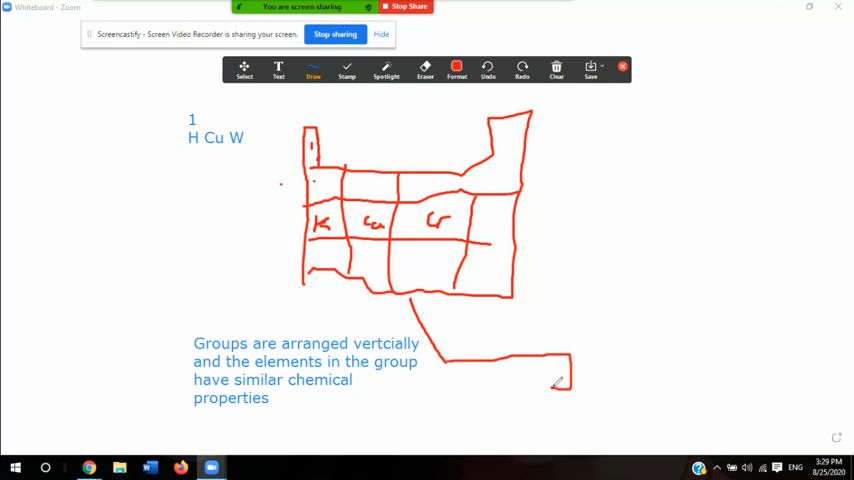 Whiteboard - Zoom
You are screen sharing
Stop Share
Screencastify - Screen Video Recorder is sharing your screen.
Stop sharing
Hide
Select
Text
Draw
Stamp
Spotlight
Eraser
Format
Undo
Redo
Clear
Save
1
H Cu W
K Ca Cr
Groups are arranged vertcially
and the elements in the group
have similar chemical
properties
ENG
3:29 PM
8/25/2020